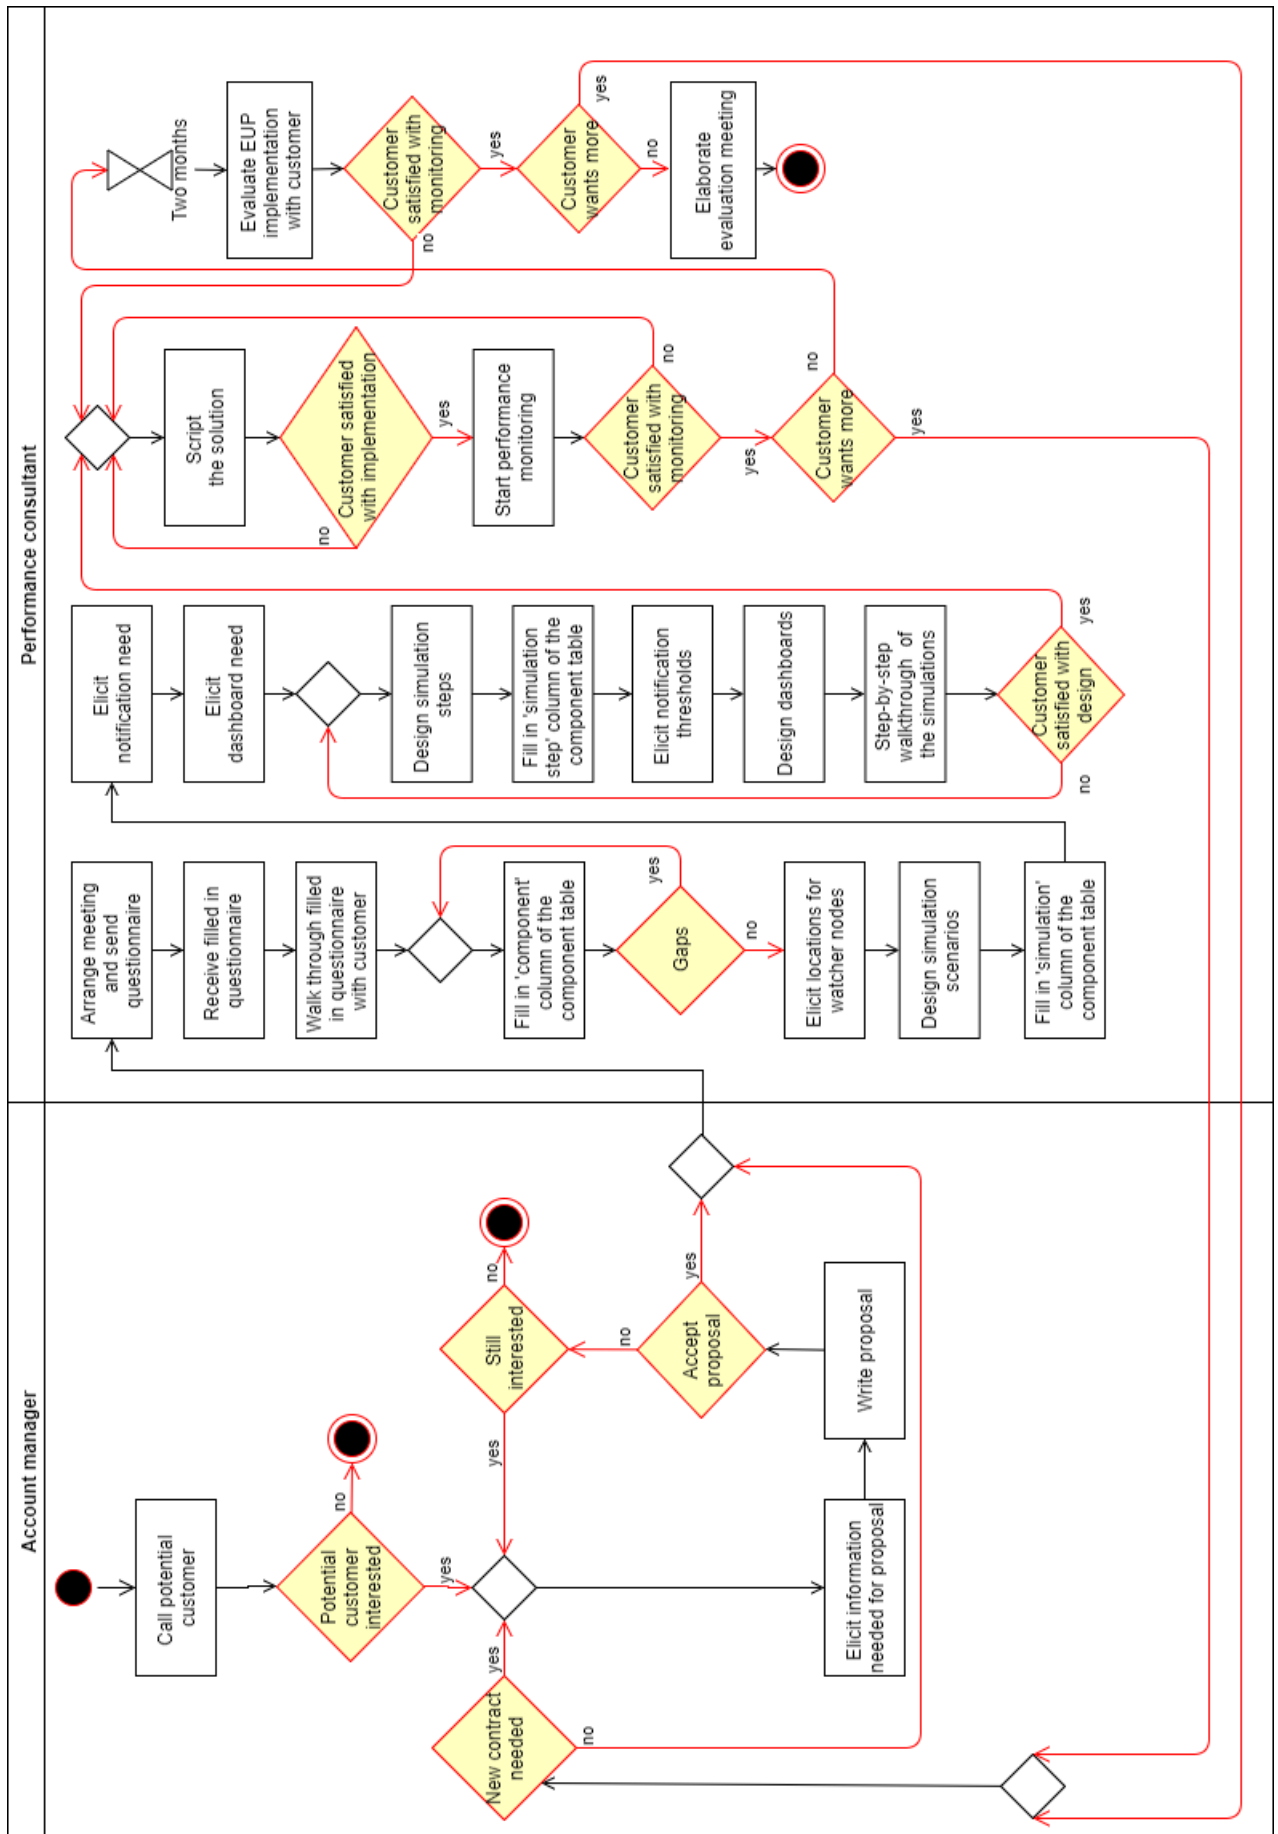 Account manager
Call potential
customer
Potential
customer
interested
no
yes
New contract
needed
yes
no
Still
interested
no
yes
Accept
proposal
no
yes
Elicit information
needed for proposal
Write proposal
Performance consultant
Arrange meeting
and send
questionnaire
Receive filled in
questionnaire
Walk through filled
in questionnaire
with customer
Fill in 'component'
column of the
component table
Gaps
yes
no
Elicit locations for
watcher nodes
Design simulation
scenarios
Fill in 'simulation'
column of the
component table
Elicit
notification need
Elicit
dashboard need
Design simulation
steps
Fill in 'simulation
step' column of the
component table
Elicit notification
thresholds
Design dashboards
Step-by-step
walkthrough of
the simulations
Customer
satisfied with
design
no
yes
Script
the solution
Customer satisfied
with implementation
no
yes
Start performance
monitoring
Customer
satisfied with
monitoring
no
yes
Customer
wants more
no
yes
Two months
Evaluate EUP
implementation
with customer
Customer
satisfied with
monitoring
no
yes
Customer
wants more
yes
no
Elaborate
evaluation meeting